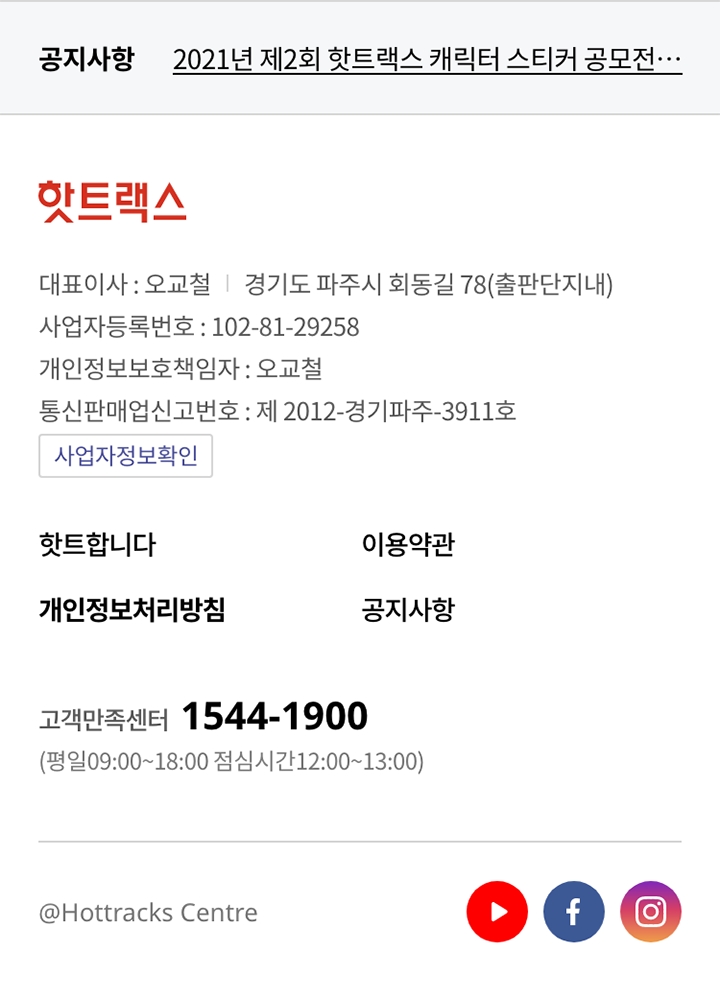 공지사항 2021년 제2회 핫트랙스 캐릭터 스티커 공모전…
핫트랙스
대표이사 : 오교철 | 경기도 파주시 회동길 78(출판단지내)
사업자등록번호 : 102-81-29258
개인정보보호책임자 : 오교철
통신판매업신고번호 : 제 2012-경기파주-3911호
사업자정보확인
핫트합니다 이용약관
개인정보처리방침 공지사항
고객만족센터 1544-1900
(평일09:00~18:00 점심시간12:00~13:00)
@Hottracks Centre